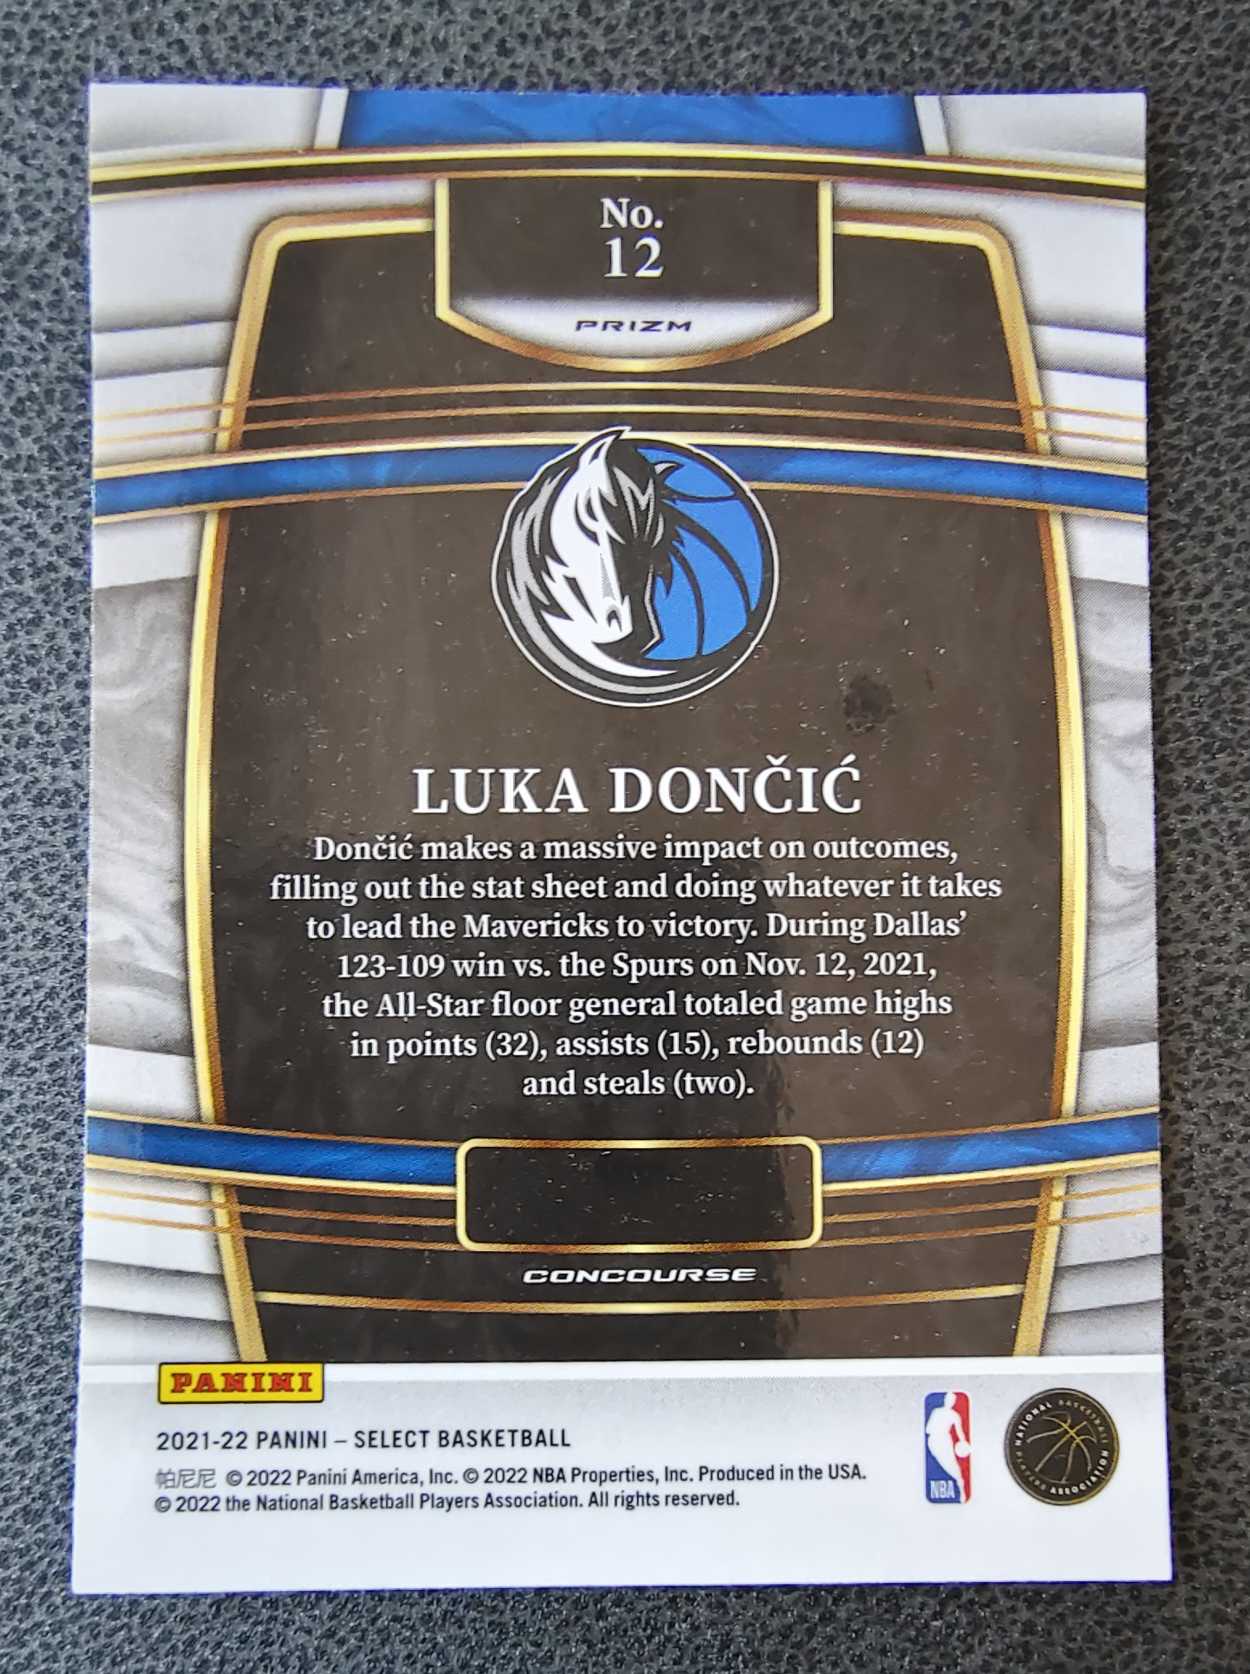 No.
12
PRIZM
LUKA DONČIĆ
Dončić makes a massive impact on outcomes,
filling out the stat sheet and doing whatever it takes
to lead the Mavericks to victory. During Dallas’
123-109 win vs. the Spurs on Nov. 12, 2021,
the All-Star floor general totaled game highs
in points (32), assists (15), rebounds (12)
and steals (two).
CONCOURSE
PANINI
2021-22 PANINI – SELECT BASKETBALL
帕尼尼 © 2022 Panini America, Inc. © 2022 NBA Properties, Inc. Produced in the USA.
© 2022 the National Basketball Players Association. All rights reserved.
NBA
NATIONAL BASKETBALL
PLAYERS ASSOCIATION